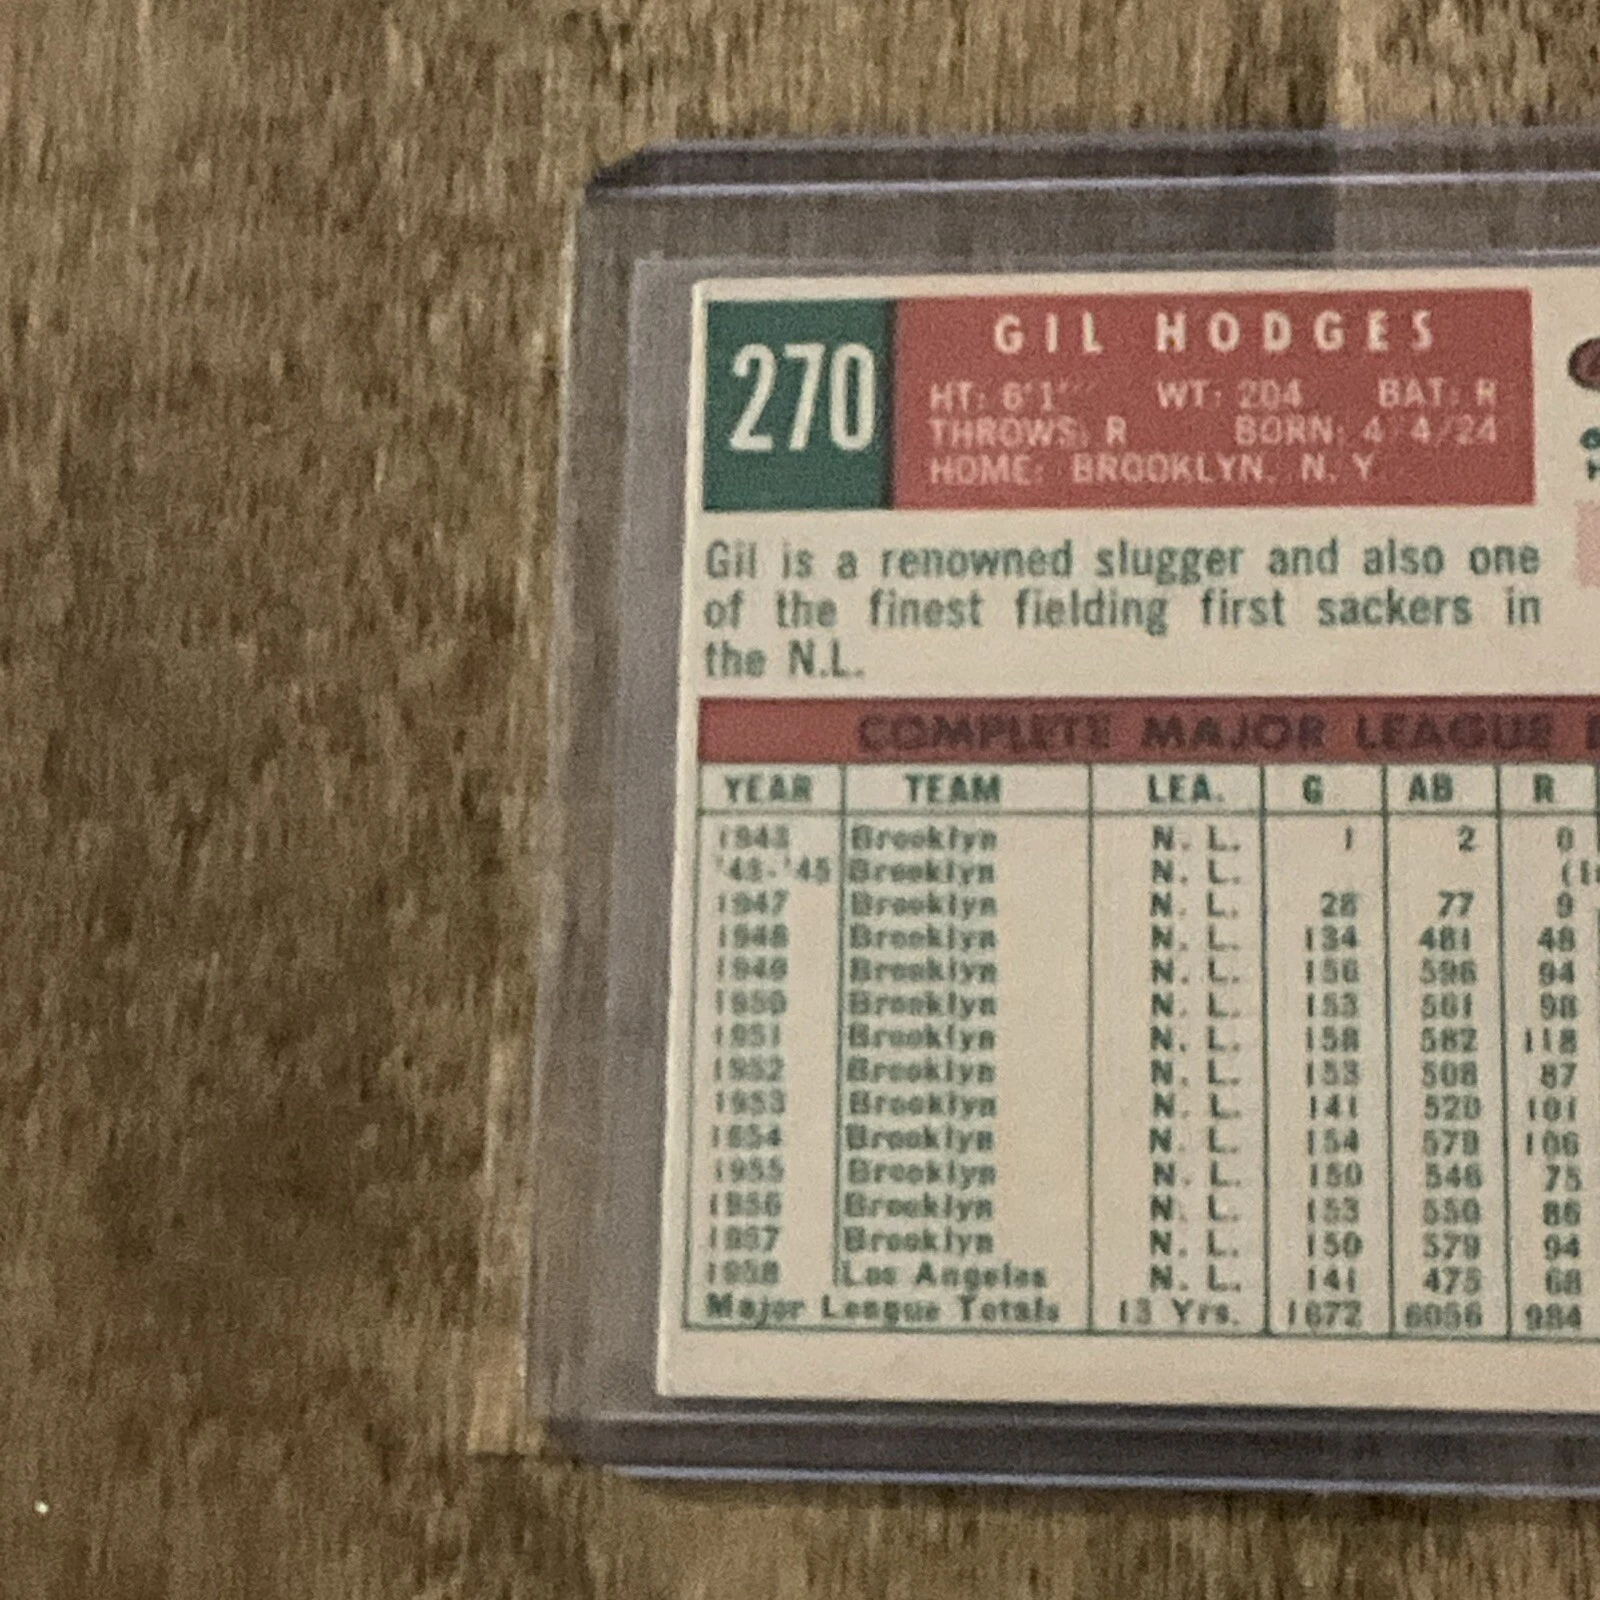 270
GIL HODGES
HT: 6'1" WT: 204 BAT: R
THROWS: R BORN: 4/4/24
HOME: BROOKLYN, N. Y.
Gil is a renowned slugger and also one
of the finest fielding first sackers in
the N.L.
COMPLETE MAJOR LEAGUE
YEAR TEAM LEA. G AB R
1943 Brooklyn N. L. 1 2 0
'43-'45 Brooklyn N. L.
1947 Brooklyn N. L. 28 77 9
1948 Brooklyn N. L. 134 481 48
1949 Brooklyn N. L. 156 596 94
1950 Brooklyn N. L. 153 561 98
1951 Brooklyn N. L. 158 582 118
1952 Brooklyn N. L. 153 508 87
1953 Brooklyn N. L. 141 520 101
1954 Brooklyn N. L. 154 579 106
1955 Brooklyn N. L. 150 546 75
1956 Brooklyn N. L. 153 550 86
1957 Brooklyn N. L. 150 579 94
1958 Los Angeles N. L. 141 475 68
Major League Totals 13 Yrs. 1672 6056 984